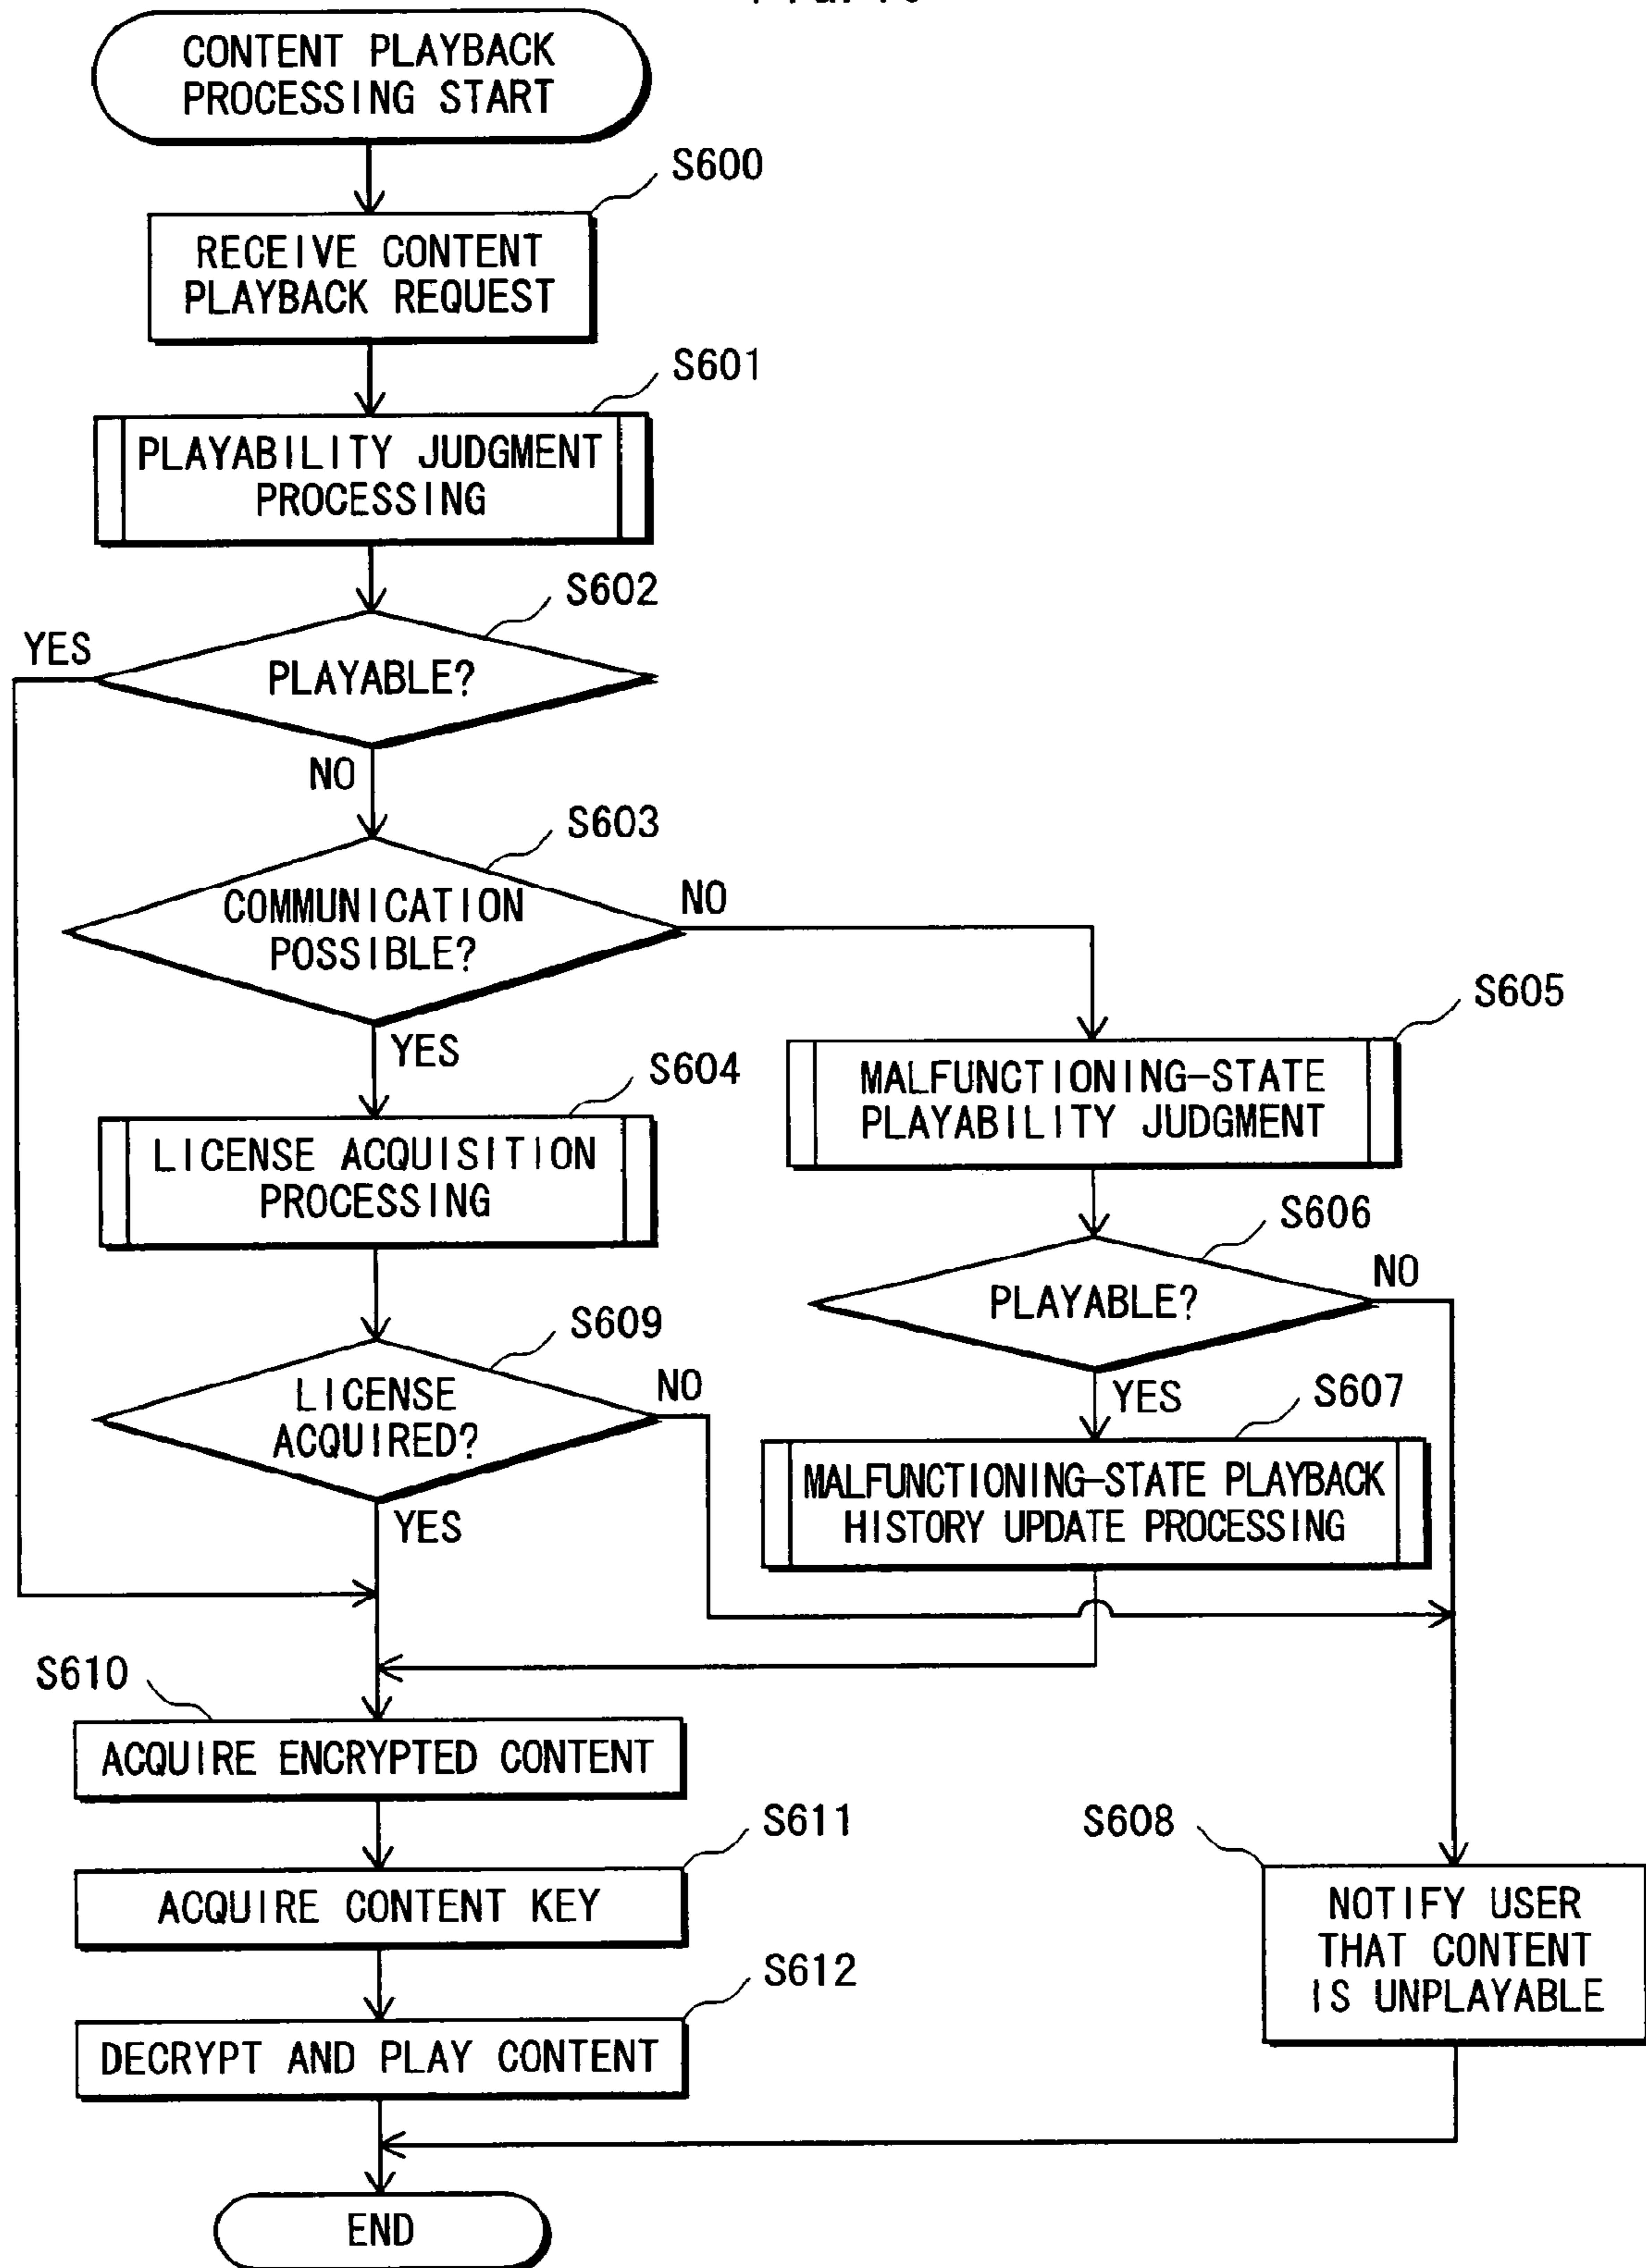 CONTENT PLAYBACK
PROCESSING START
S600
RECEIVE CONTENT
PLAYBACK REQUEST
S601
PLAYABILITY JUDGMENT
PROCESSING
S602
YES
PLAYABLE?
NO
S603
COMMUNICATION
POSSIBLE?
NO
YES
S604
LICENSE ACQUISITION
PROCESSING
S605
MALFUNCTIONING-STATE
PLAYABILITY JUDGMENT
S606
PLAYABLE?
NO
YES
S609
LICENSE
ACQUIRED?
NO
YES
S607
MALFUNCTIONING-STATE PLAYBACK
HISTORY UPDATE PROCESSING
S610
ACQUIRE ENCRYPTED CONTENT
S611
ACQUIRE CONTENT KEY
S612
DECRYPT AND PLAY CONTENT
S608
NOTIFY USER
THAT CONTENT
IS UNPLAYABLE
END